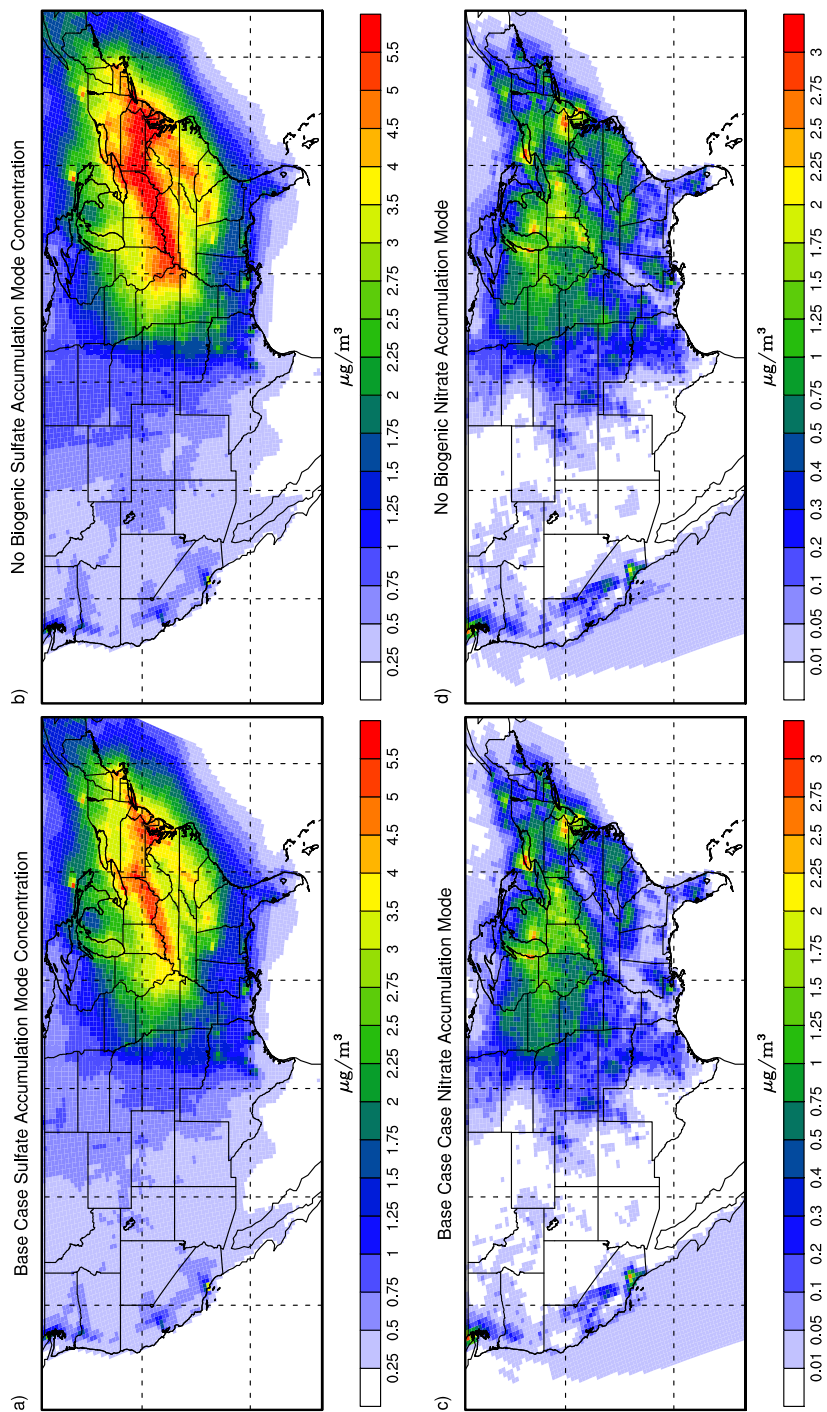 a)
Base Case Sulfate Accumulation Mode Concentration
0.25 0.5 0.75 1 1.25 1.5 1.75 2 2.25 2.5 2.75 3 3.5 4 4.5 5 5.5
μg/m³
b)
No Biogenic Sulfate Accumulation Mode Concentration
0.25 0.5 0.75 1 1.25 1.5 1.75 2 2.25 2.5 2.75 3 3.5 4 4.5 5 5.5
μg/m³
c)
Base Case Case Nitrate Accumulation Mode
0.01 0.05 0.1 0.2 0.3 0.4 0.5 0.75 1 1.25 1.5 1.75 2 2.25 2.5 2.75 3
μg/m³
d)
No Biogenic Nitrate Accumulation Mode
0.01 0.05 0.1 0.2 0.3 0.4 0.5 0.75 1 1.25 1.5 1.75 2 2.25 2.5 2.75 3
μg/m³